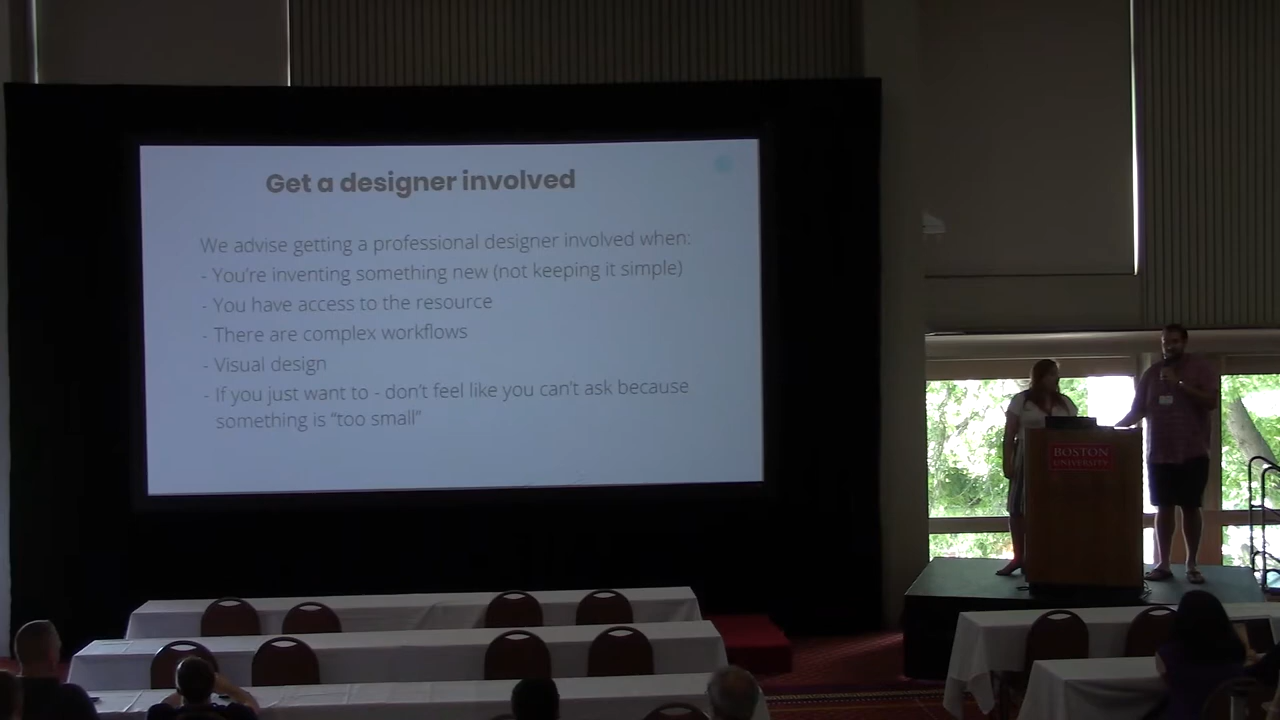 Get a designer involved
We advise getting a professional designer involved when:
- You're inventing something new (not keeping it simple)
- You have access to the resource
- There are complex workflows
- Visual design
- If you just want to - don't feel like you can't ask because
something is "too small"
BOSTON
UNIVERSITY